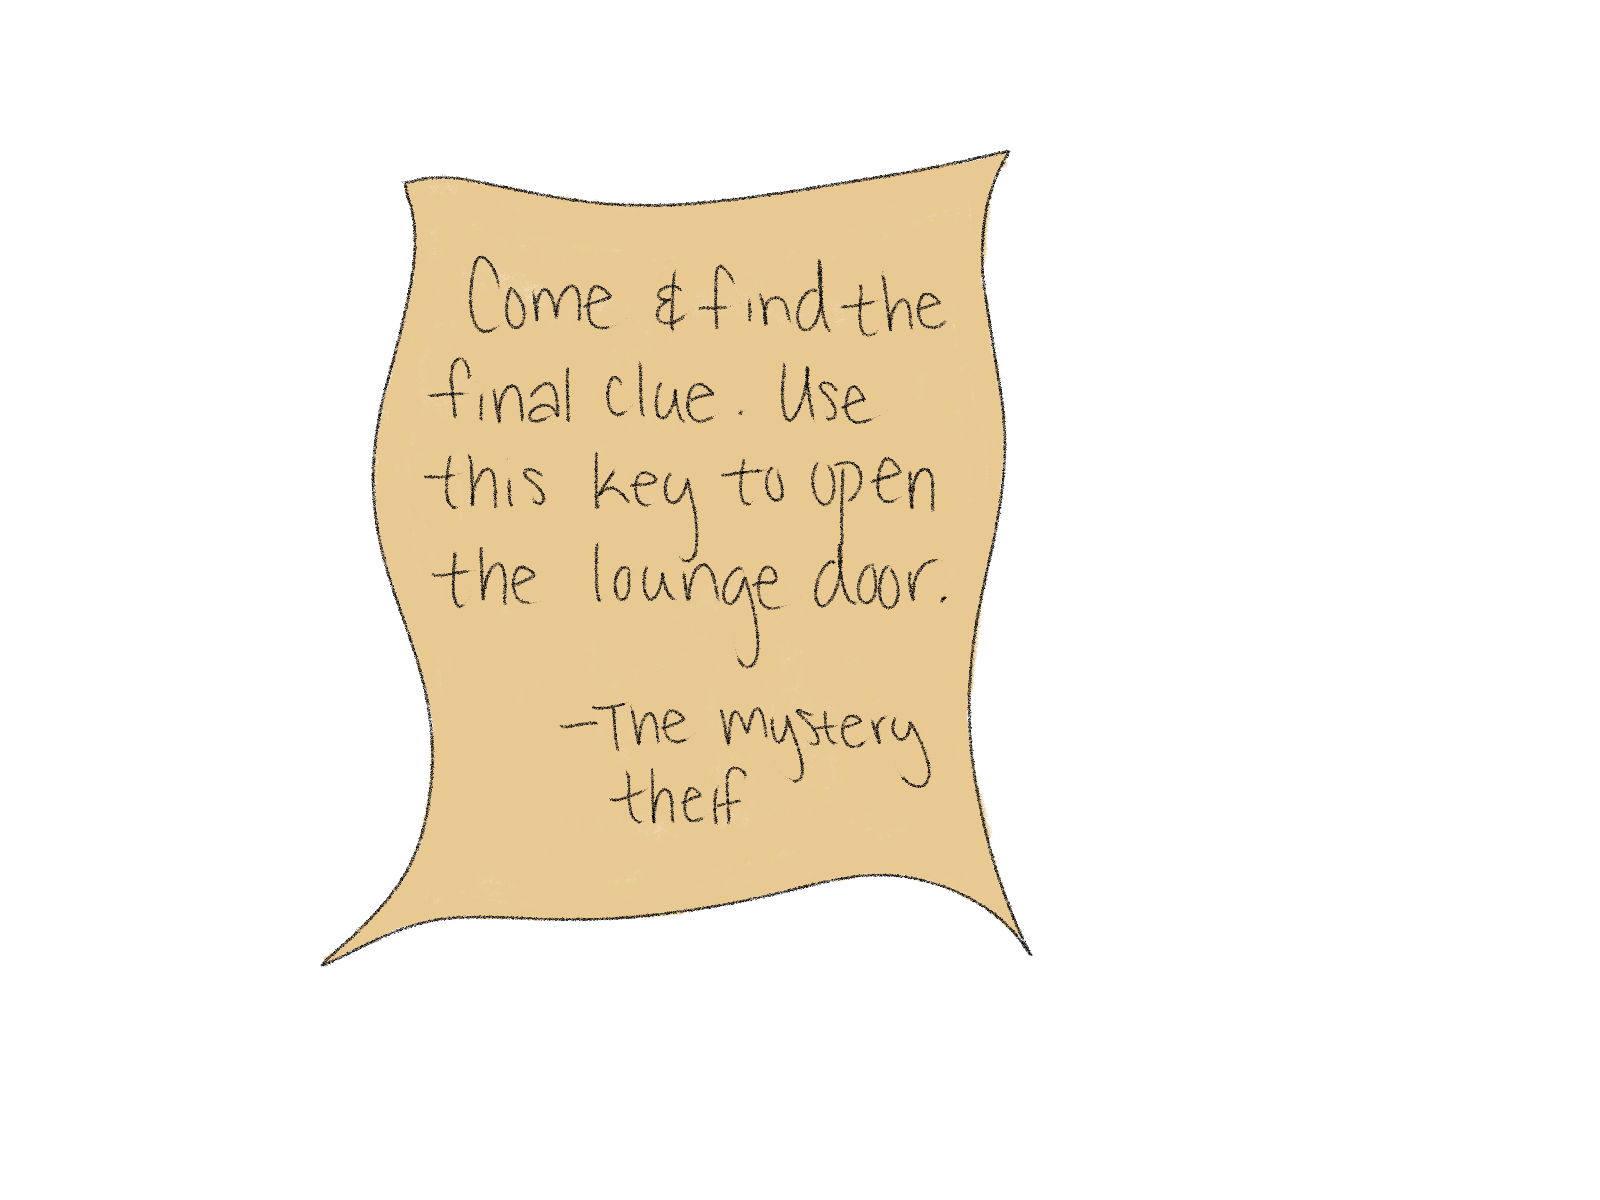 Come & find the
final clue. Use
this key to open
the lounge door.
-The mystery
theif